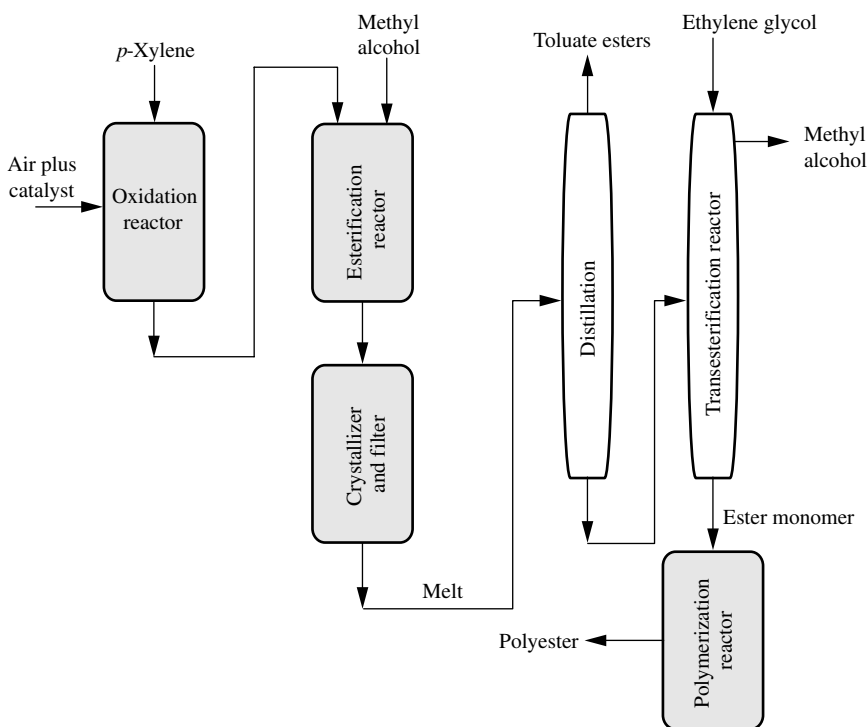 p-Xylene
Methyl
alcohol
Toluate esters
Ethylene glycol
Air plus
catalyst
Oxidation
reactor
Esterification
reactor
Methyl
alcohol
Distillation
Transesterification reactor
Crystallizer
and filter
Melt
Ester monomer
Polyester
Polymerization
reactor